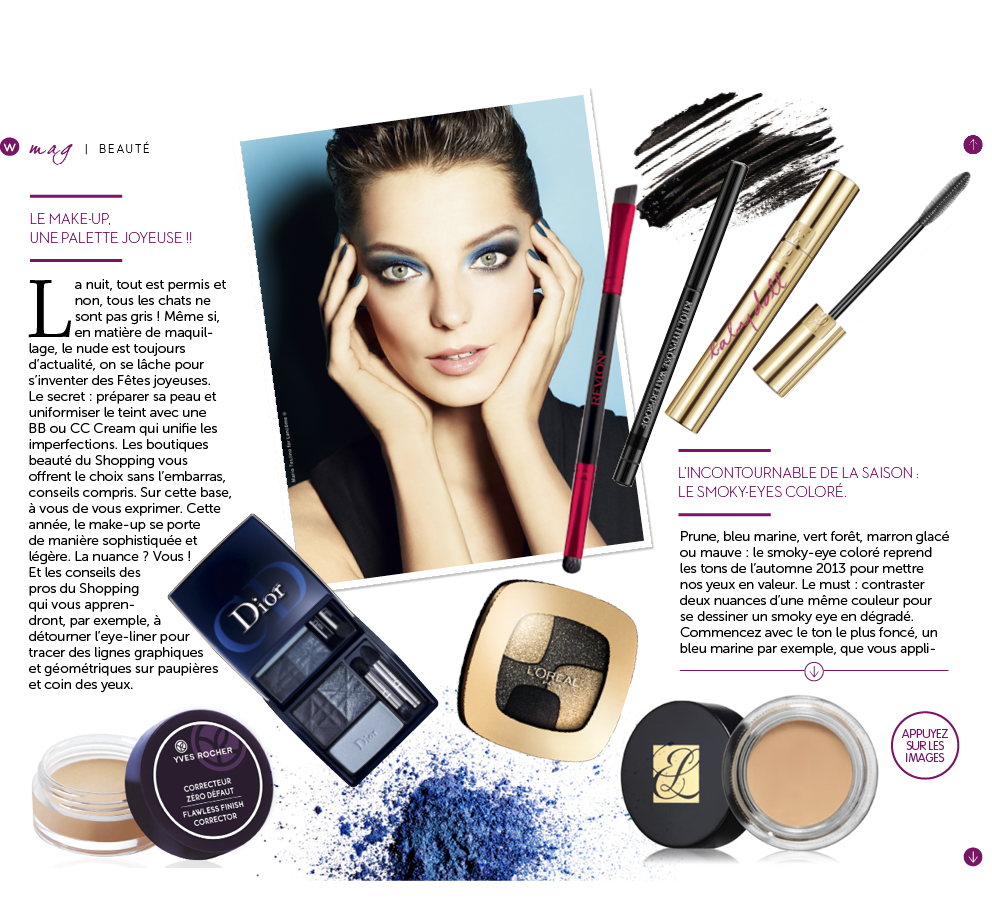 W mag | BEAUTÉ
LE MAKE-UP,
UNE PALETTE JOYEUSE !!
La nuit, tout est permis et
non, tous les chats ne
sont pas gris ! Même si,
en matière de maquil-
lage, le nude est toujours
d’actualité, on se lâche pour
s’inventer des Fêtes joyeuses.
Le secret : préparer sa peau et
uniformiser le teint avec une
BB ou CC Cream qui unifie les
imperfections. Les boutiques
beauté du Shopping vous
offrent le choix sans l’embarras,
conseils compris. Sur cette base,
à vous de vous exprimer. Cette
année, le make-up se porte
de manière sophistiquée et
légère. La nuance ? Vous !
Et les conseils des
pros du Shopping
qui vous appren-
dront, par exemple, à
détourner l’eye-liner pour
tracer des lignes graphiques
et géométriques sur paupières
et coin des yeux.
REVLON
KHÔL HYPNÔSE WATERPROOF
babydoll
L’INCONTOURNABLE DE LA SAISON :
LE SMOKY-EYES COLORÉ.
Prune, bleu marine, vert forêt, marron glacé
ou mauve : le smoky-eye coloré reprend
les tons de l’automne 2013 pour mettre
nos yeux en valeur. Le must : contraster
deux nuances d’une même couleur pour
se dessiner un smoky eye en dégradé.
Commencez avec le ton le plus foncé, un
bleu marine par exemple, que vous appli-
Dior
Dior
L'ORÉAL
YVES ROCHER
CORRECTEUR
ZÉRO DÉFAUT
FLAWLESS FINISH
CORRECTOR
APPUYEZ
SUR LES
IMAGES